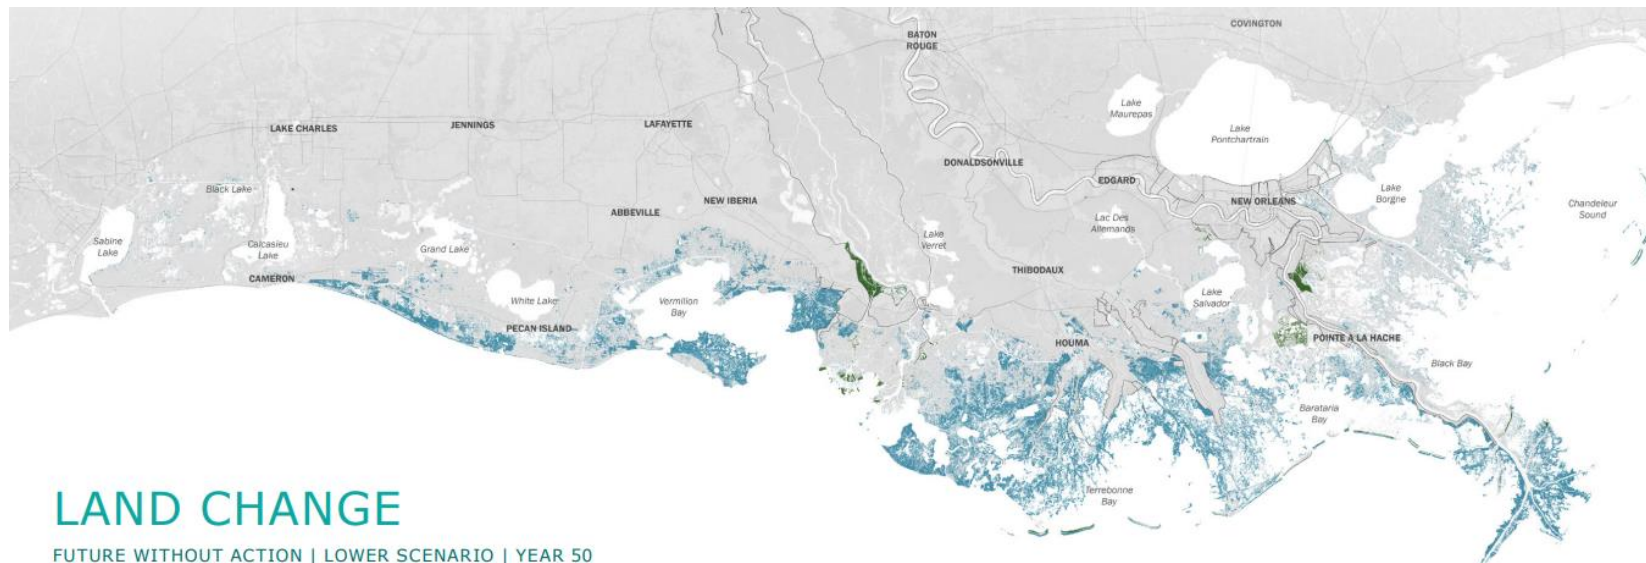 COVINGTON
BATON
ROUGE
Lake
Maurepas
Lake
Pontchartrain
LAKE CHARLES
JENNINGS
LAFAYETTE
DONALDSONVILLE
EDGARD
Black Lake
NEW IBERIA
NEW ORLEANS
Lake
Borgne
Chandeleur
Sound
ABBEVILLE
Lac Des
Allemands
Sabine
Lake
Calcasieu
Lake
Grand Lake
Lake
Verret
CAMERON
THIBODAUX
White Lake
Vermilion
Bay
Lake
Salvador
PECAN ISLAND
HOUMA
POINTE A LA HACHE
Black Bay
Barataria
Bay
Terrebonne
Bay
LAND CHANGE
FUTURE WITHOUT ACTION | LOWER SCENARIO | YEAR 50